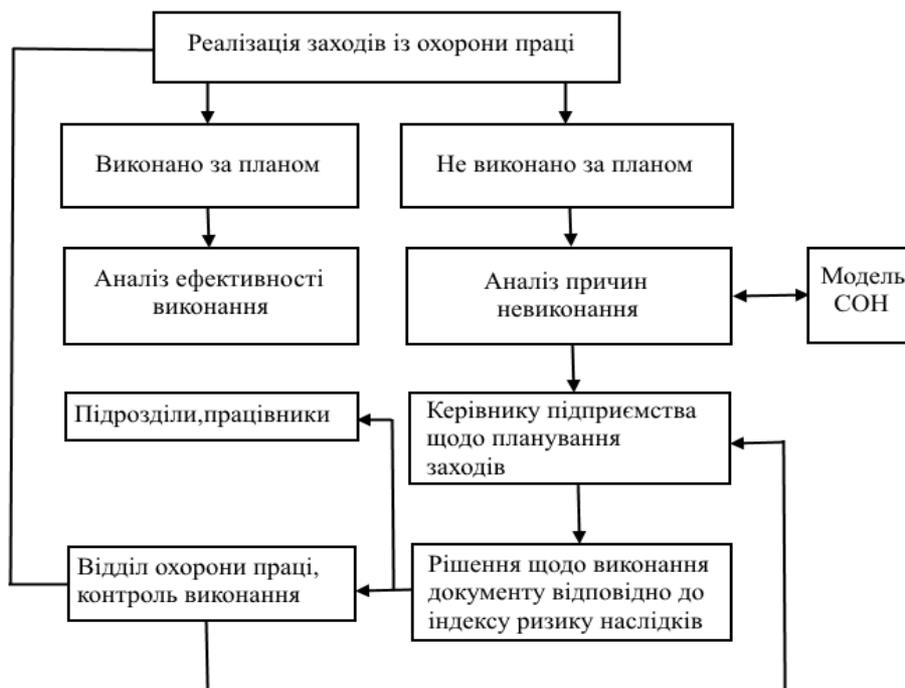 Реалізація заходів із охорони праці
Виконано за планом
Не виконано за планом
Аналіз ефективності
виконання
Аналіз причин
невиконання
Модель
СОН
Підрозділи,працівники
Керівнику підприємства
щодо планування
заходів
Відділ охорони праці,
контроль виконання
Рішення щодо виконання
документу відповідно до
індексу ризику наслідків